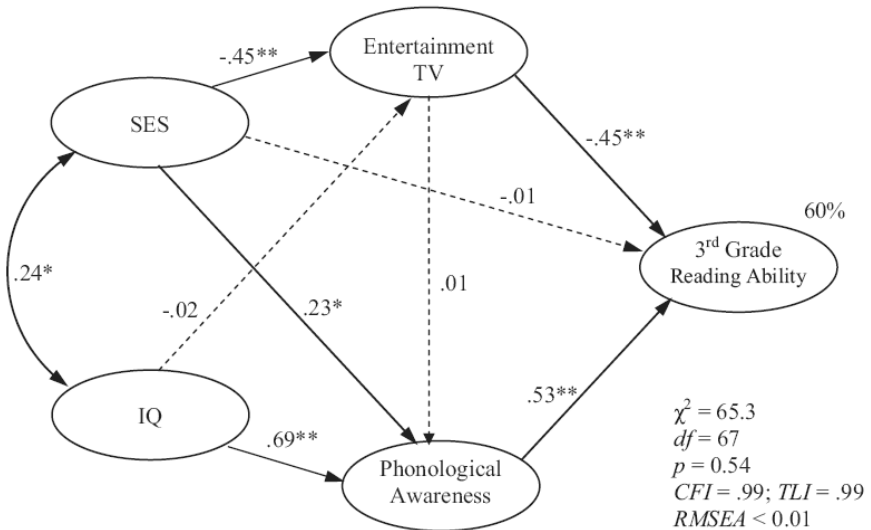 Entertainment
TV
-.45**
SES
-.45**
-.01
60%
3rd Grade
Reading Ability
.24*
-.02
.23*
.01
IQ
.69**
.53**
Phonological
Awareness
χ² = 65.3
df = 67
p = 0.54
CFI = .99; TLI = .99
RMSEA < 0.01